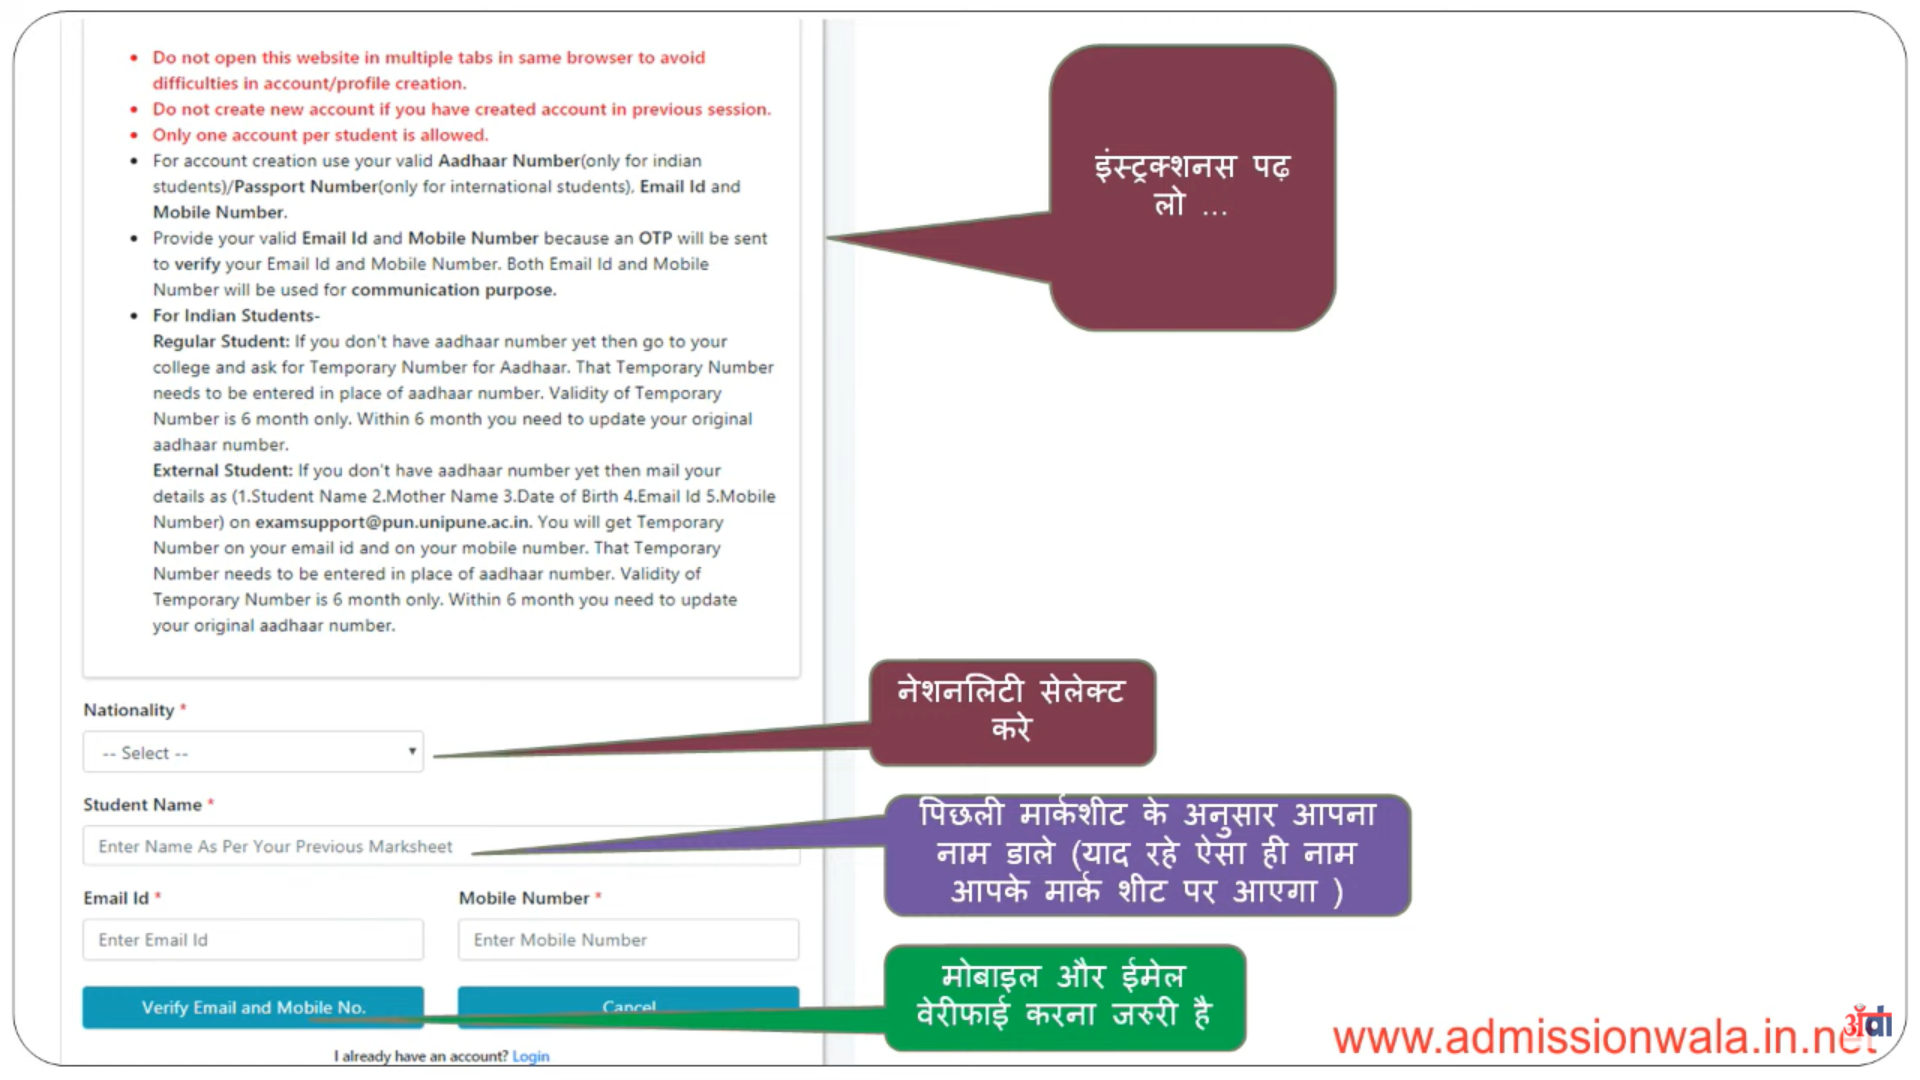 Do not open this website in multiple tabs in same browser to avoid
difficulties in account/profile creation.
Do not create new account if you have created account in previous session.
Only one account per student is allowed.
For account creation use your valid Aadhaar Number(only for indian
students)/Passport Number(only for international students), Email Id and
Mobile Number.
Provide your valid Email Id and Mobile Number because an OTP will be sent
to verify your Email Id and Mobile Number. Both Email Id and Mobile
Number will be used for communication purpose.
For Indian Students-
Regular Student: If you don't have aadhaar number yet then go to your
college and ask for Temporary Number for Aadhaar. That Temporary Number
needs to be entered in place of aadhaar number. Validity of Temporary
Number is 6 month only. Within 6 month you need to update your original
aadhaar number.
External Student: If you don't have aadhaar number yet then mail your
details as (1.Student Name 2.Mother Name 3.Date of Birth 4.Email Id 5.Mobile
Number) on examsupport@pun.unipune.ac.in. You will get Temporary
Number on your email id and on your mobile number. That Temporary
Number needs to be entered in place of aadhaar number. Validity of
Temporary Number is 6 month only. Within 6 month you need to update
your original aadhaar number.
इंस्ट्रक्शनस पढ़
लो ...
Nationality *
-- Select --
नेशनलिटी सेलेक्ट
करे
Student Name *
Enter Name As Per Your Previous Marksheet
पिछली मार्कशीट के अनुसार आपना
नाम डाले (याद रहे ऐसा ही नाम
आपके मार्क शीट पर आएगा )
Email Id *
Mobile Number *
Enter Email Id
Enter Mobile Number
Verify Email and Mobile No.
Cancel
मोबाइल और ईमेल
वेरीफाई करना जरुरी है
I already have an account? Login
www.admissionwala.in.net